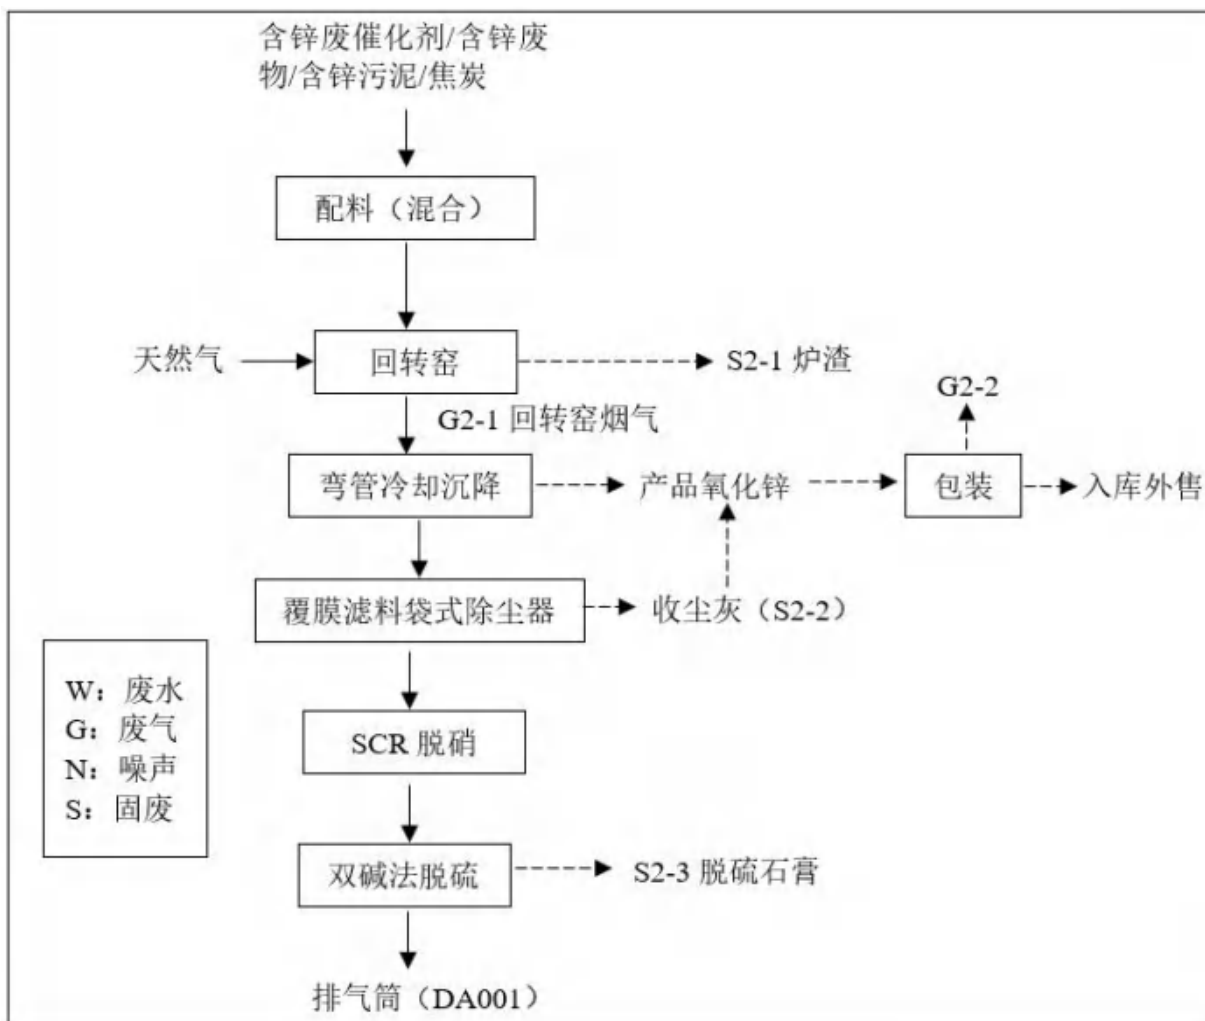 含锌废催化剂/含锌废
物/含锌污泥/焦炭
配料（混合）
天然气
回转窑
S2-1 炉渣
G2-2
G2-1 回转窑烟气
弯管冷却沉降
产品氧化锌
包装
入库外售
覆膜滤料袋式除尘器
收尘灰（S2-2）
W：废水
G：废气
N：噪声
S：固废
SCR 脱硝
双碱法脱硫
S2-3 脱硫石膏
排气筒（DA001）